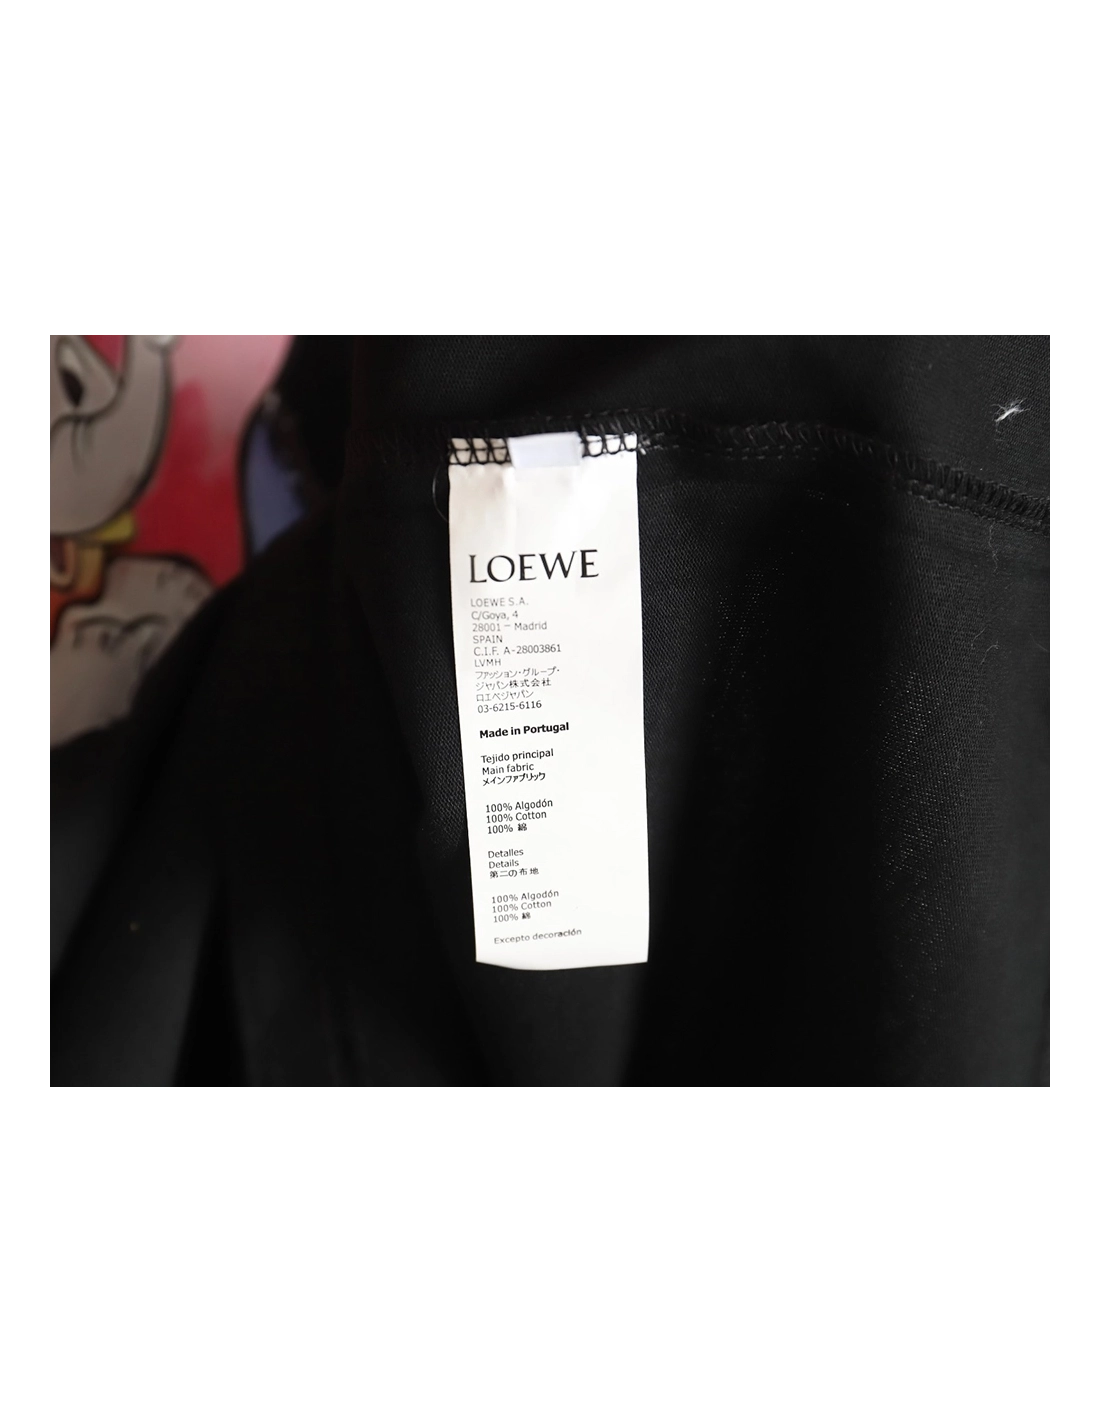 LOEWE
LOEWE S.A.
C/Goya, 4
28001 – Madrid
SPAIN
C.I.F. A-28003861
LVMH
ファッション・グループ・
ジャパン株式会社
ロエベジャパン
03-6215-6116
Made in Portugal
Tejido principal
Main fabric
メインファブリック
100% Algodón
100% Cotton
100% 綿
Detalles
Details
第二の布地
100% Algodón
100% Cotton
100% 綿
Excepto decoración